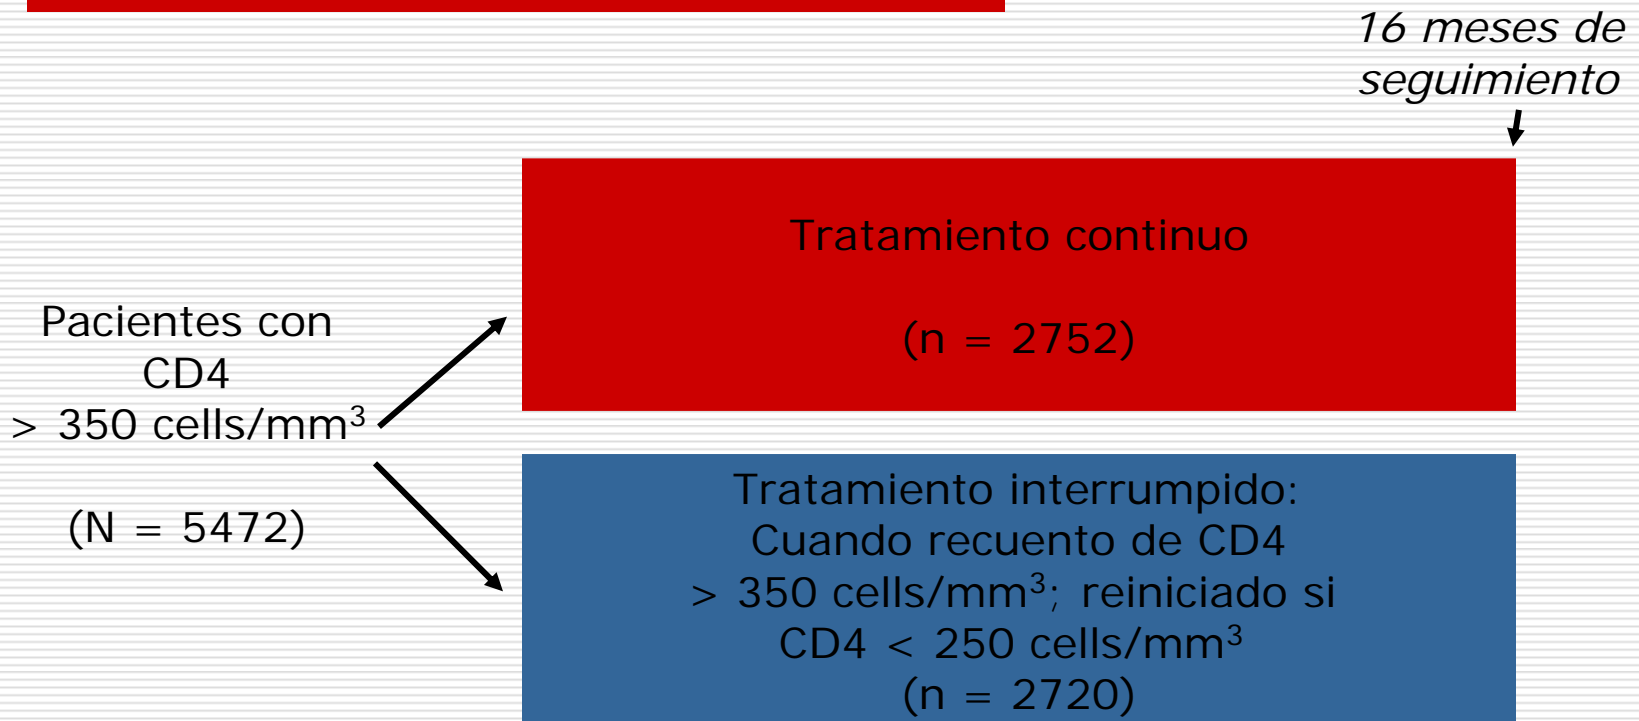 16 meses de
seguimiento
Tratamiento continuo
(n = 2752)
Pacientes con
CD4
> 350 cells/mm³
(N = 5472)
Tratamiento interrumpido:
Cuando recuento de CD4
> 350 cells/mm³; reiniciado si
CD4 < 250 cells/mm³
(n = 2720)